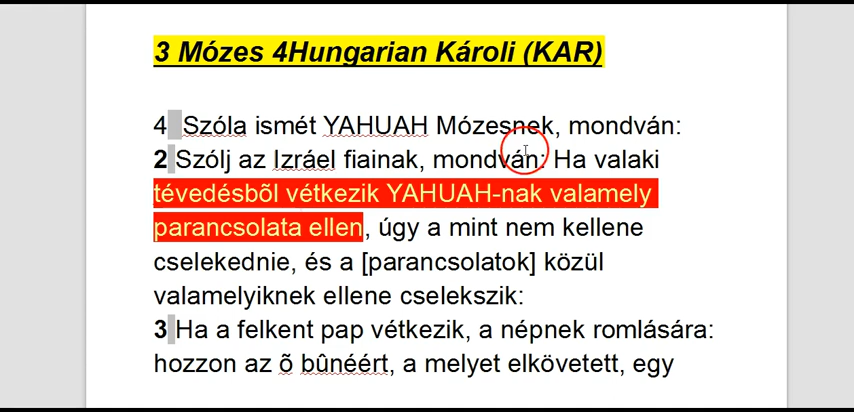 3 Mózes 4Hungarian Károli (KAR)
4 Szóla ismét YAHUAH Mózesnek, mondván:
2 Szólj az Izráel fiainak, mondván: Ha valaki
tévedésbõl vétkezik YAHUAH-nak valamely
parancsolata ellen, úgy a mint nem kellene
cselekednie, és a [parancsolatok] közül
valamelyiknek ellene cselekszik:
3 Ha a felkent pap vétkezik, a népnek romlására:
hozzon az õ bûnéért, a melyet elkövetett, egy